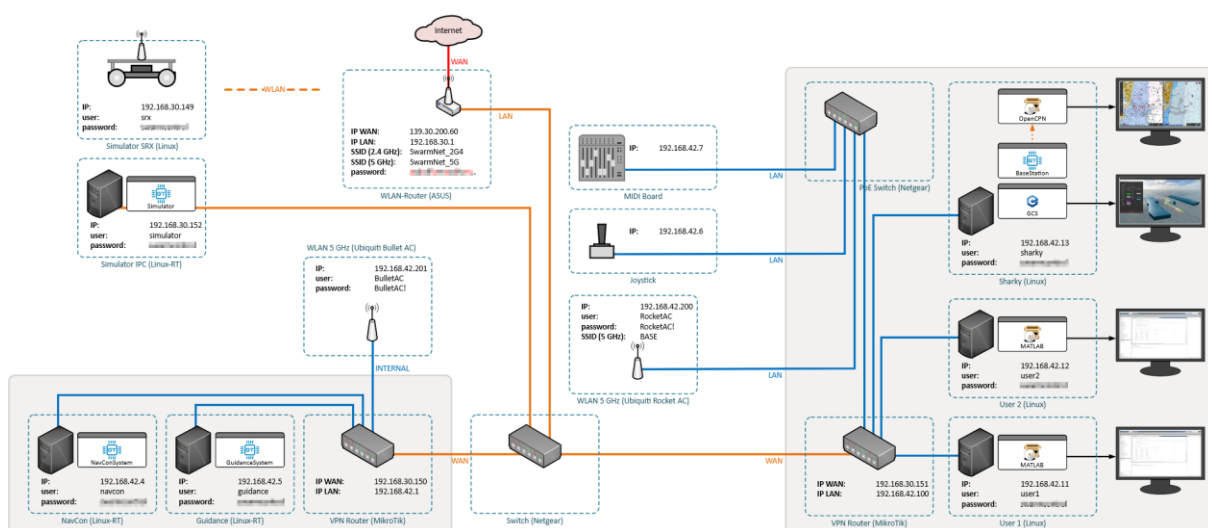 Internet
WAN
IP: 192.168.30.149
user: srx
password:
Simulator SRX (Linux)
WLAN
IP WAN: 139.30.200.60
IP LAN: 192.168.30.1
SSID (2.4 GHz): SwarmNet_2G4
SSID (5 GHz): SwarmNet_5G
password:
WLAN-Router (ASUS)
LAN
Simulator
IP: 192.168.30.152
user: simulator
password:
Simulator IPC (Linux-RT)
WLAN 5 GHz (Ubiquiti Bullet AC)
IP: 192.168.42.201
user: BulletAC
password: BulletAC!
INTERNAL
IP: 192.168.42.7
MIDI Board
LAN
IP: 192.168.42.6
Joystick
LAN
IP: 192.168.42.200
user: RocketAC
password: RocketAC!
SSID (5 GHz): BASE
WLAN 5 GHz (Ubiquiti Rocket AC)
LAN
PoE Switch (Netgear)
OpenCPN
BaseStation
GCS
IP: 192.168.42.13
user: sharky
password:
Sharky (Linux)
MATLAB
IP: 192.168.42.12
user: user2
password:
User 2 (Linux)
MATLAB
IP: 192.168.42.11
user: user1
password:
User 1 (Linux)
NavConSystem
IP: 192.168.42.4
user: navcon
password:
NavCon (Linux-RT)
GuidanceSystem
IP: 192.168.42.5
user: guidance
password:
Guidance (Linux-RT)
IP WAN: 192.168.30.150
IP LAN: 192.168.42.1
VPN Router (MikroTik)
WAN
Switch (Netgear)
WAN
IP WAN: 192.168.30.151
IP LAN: 192.168.42.100
VPN Router (MikroTik)